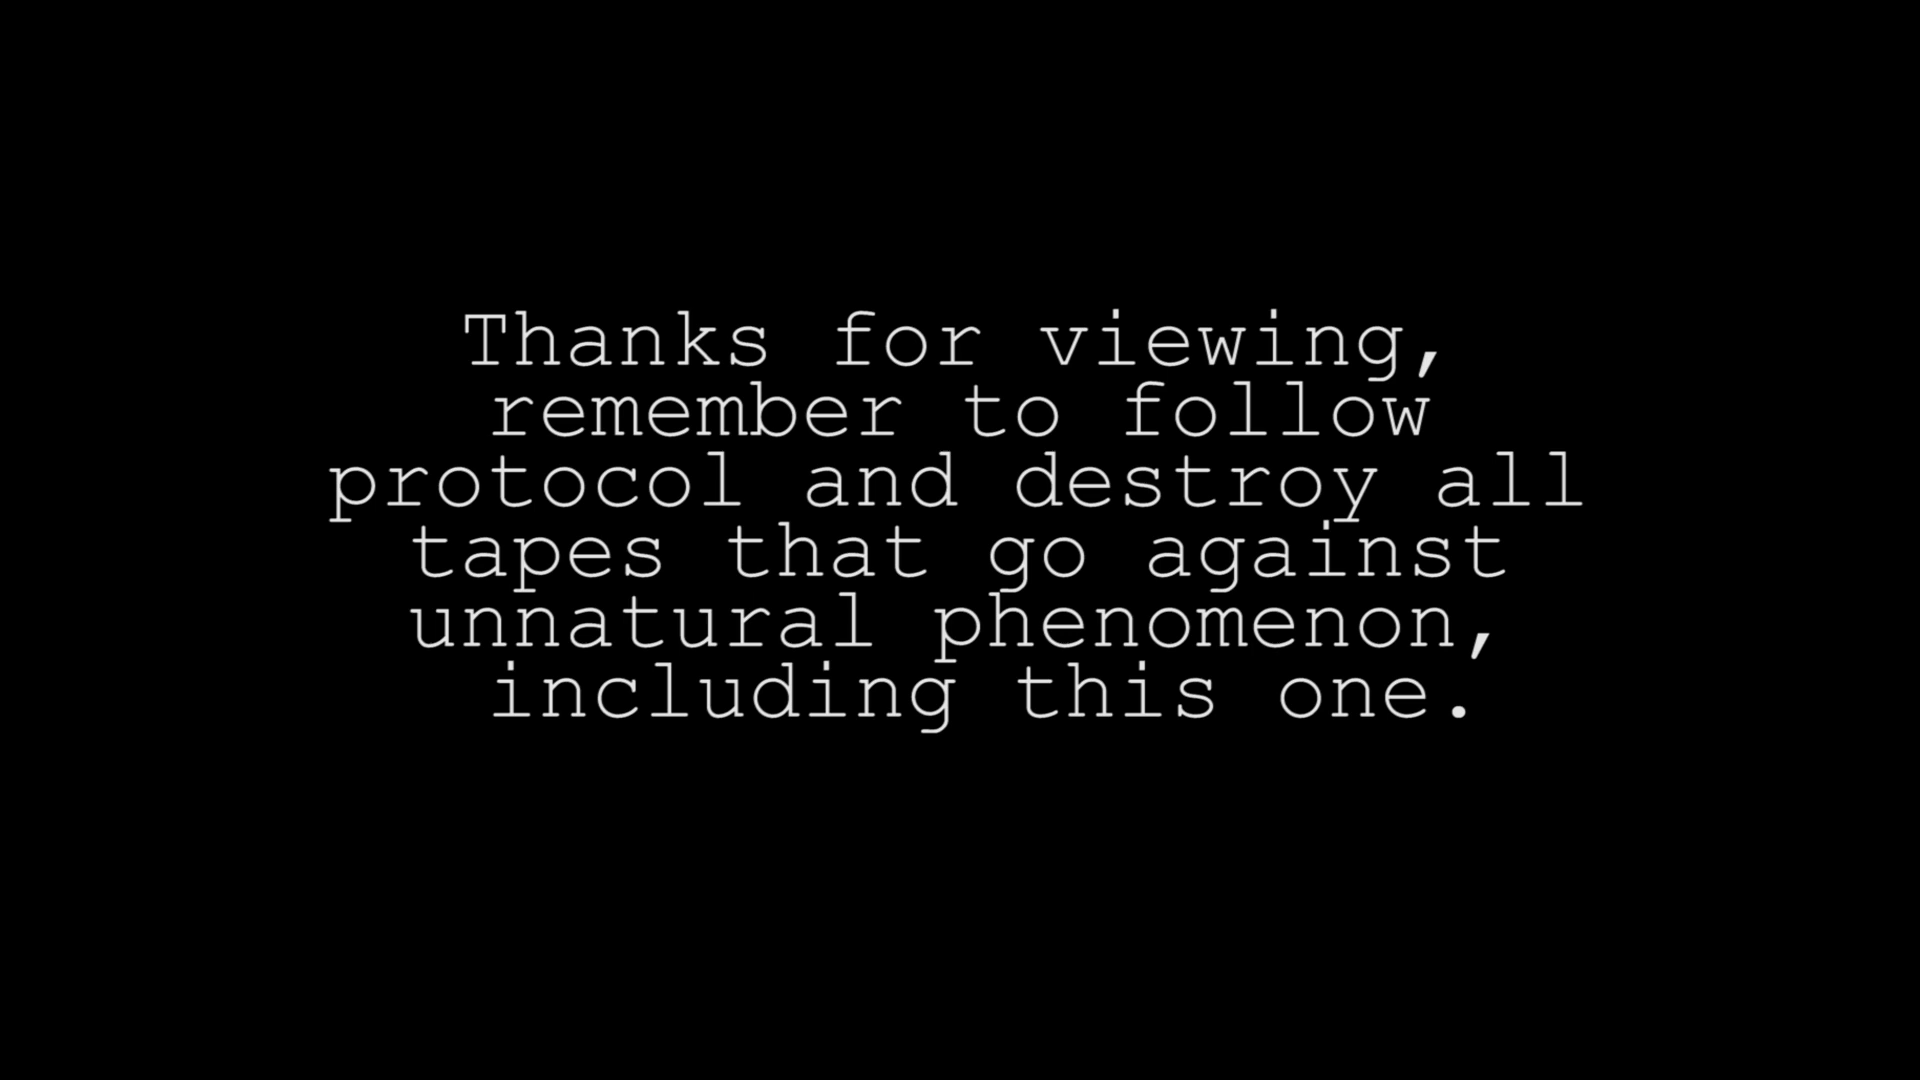 Thanks for viewing,
remember to follow
protocol and destroy all
tapes that go against
unnatural phenomenon,
including this one.